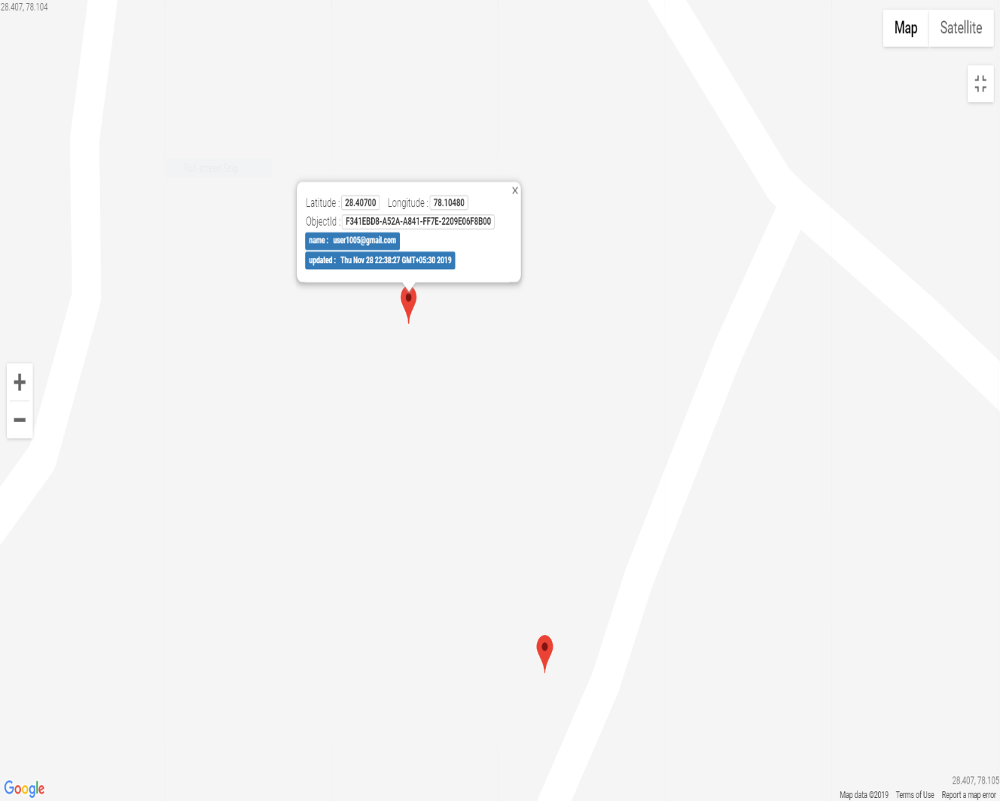 28.407, 78.104
Map Satellite
Full-screen Snip
X
Latitude : 28.40700 Longitude : 78.10480
ObjectId : F341EBD8-A52A-A841-FF7E-2209E06F8B00
name : user1005@gmail.com
updated : Thu Nov 28 22:38:27 GMT+05:30 2019
+
−
28.407, 78.105
Google
Map data ©2019 Terms of Use Report a map error